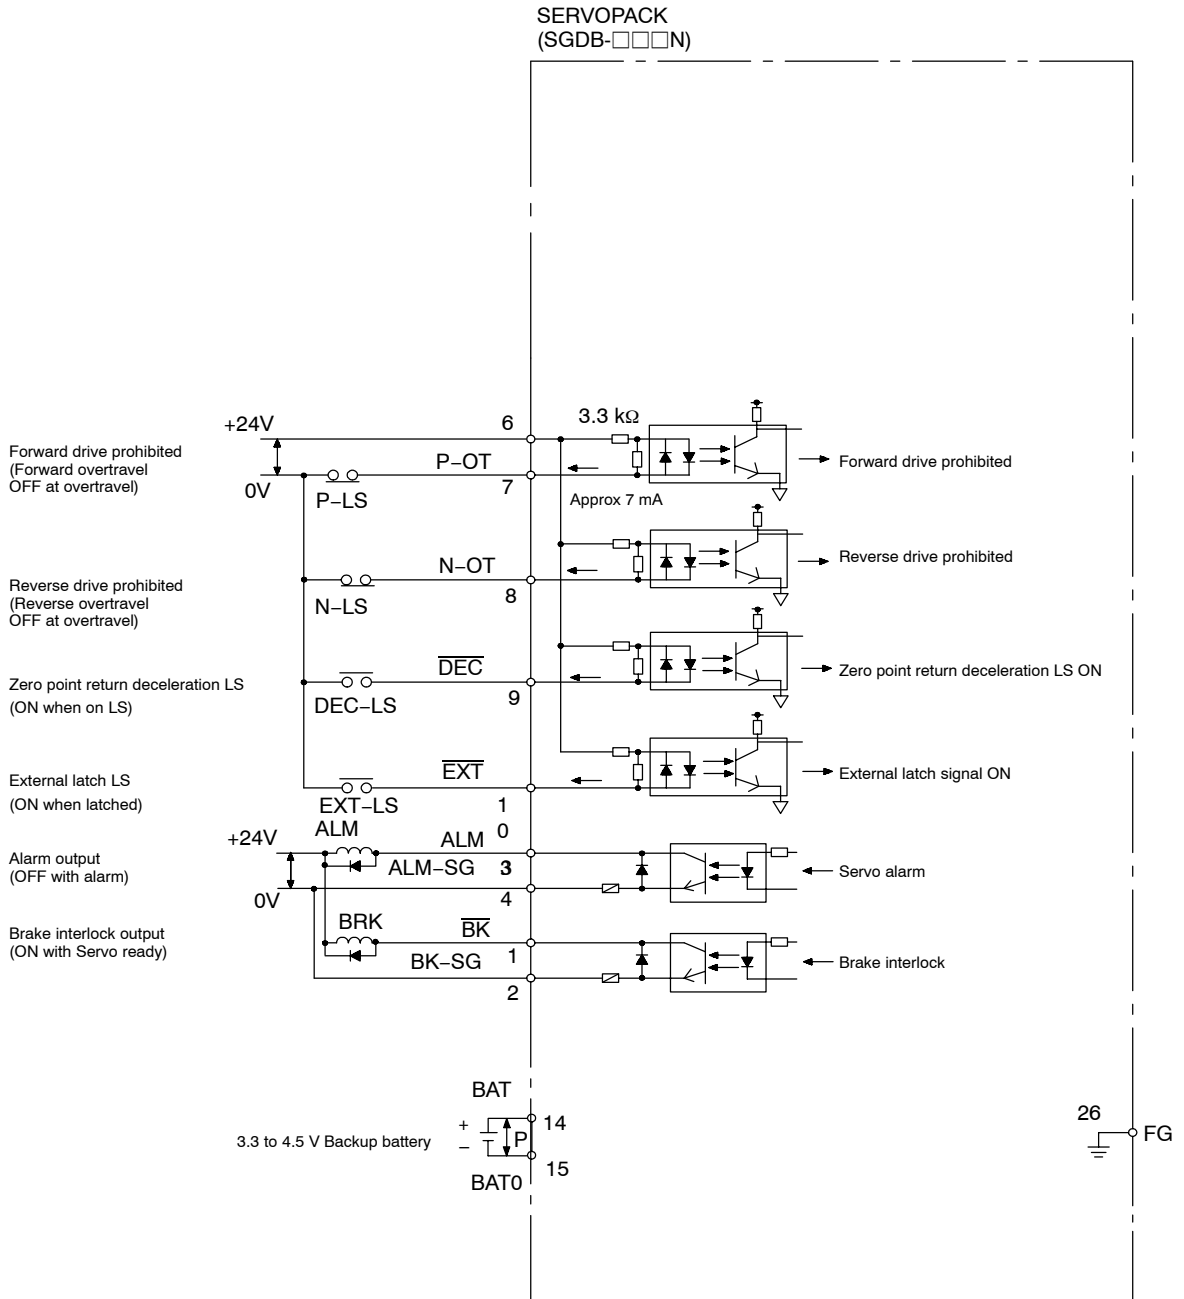 SERVOPACK
(SGDB-□□□N)
+24V
6
3.3 kΩ
Forward drive prohibited
(Forward overtravel
OFF at overtravel)
P−OT
Forward drive prohibited
0V
P−LS
7
Approx 7 mA
N−OT
Reverse drive prohibited
Reverse drive prohibited
(Reverse overtravel
OFF at overtravel)
N−LS
8
DEC
Zero point return deceleration LS ON
Zero point return deceleration LS
(ON when on LS)
DEC−LS
9
EXT
External latch signal ON
External latch LS
(ON when latched)
EXT−LS
1
0
ALM
+24V
ALM
Alarm output
(OFF with alarm)
ALM−SG
3
Servo alarm
0V
4
BRK
BK
Brake interlock output
(ON with Servo ready)
BK−SG
1
Brake interlock
2
BAT
14
3.3 to 4.5 V Backup battery
+
−
P
15
BAT0
26
FG